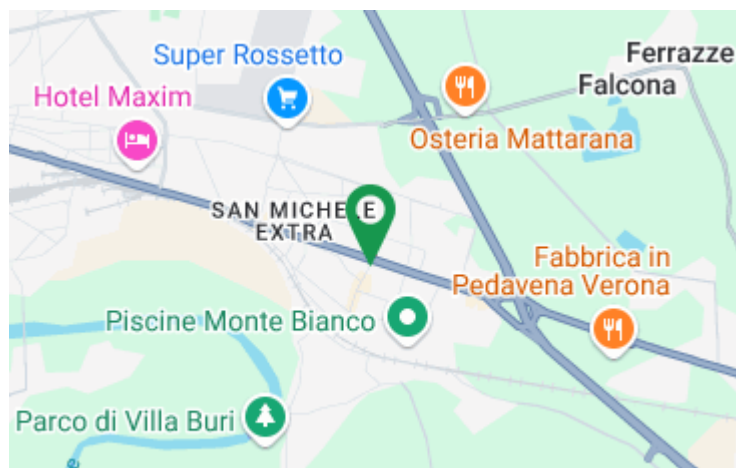 Super Rossetto
Ferrazze
Falcona
Hotel Maxim
Osteria Mattarana
SAN MICHELE
EXTRA
Fabbrica in
Pedavena Verona
Piscine Monte Bianco
Parco di Villa Buri